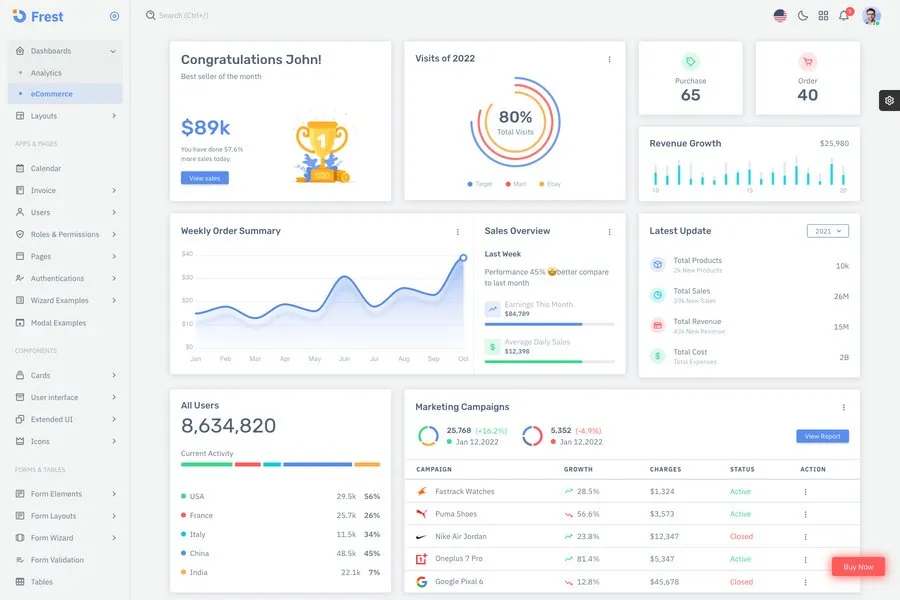 Frest
Search (Ctrl+/)
4
Dashboards
Analytics
eCommerce
Layouts
APPS & PAGES
Calendar
Invoice
Users
Roles & Permissions
Pages
Authentications
Wizard Examples
Modal Examples
COMPONENTS
Cards
User interface
Extended UI
Icons
FORMS & TABLES
Form Elements
Form Layouts
Form Wizard
Form Validation
Tables
Congratulations John!
Best seller of the month
$89k
You have done 57.6%
more sales today.
View sales
1
Visits of 2022
80%
Total Visits
Target Mart Ebay
Purchase
65
Order
40
Revenue Growth $25,980
10 15 20
Weekly Order Summary
$40
$30
$20
$10
$0
Jan Feb Mar Apr May Jun Jul Aug Sep Oct
Sales Overview
Last Week
Performance 45% 🤩better compare
to last month
Earnings This Month
$84,789
$
Average Daily Sales
$12,398
Latest Update 2021
Total Products 10k
2k New Products
Total Sales 26M
39k New Sales
Total Revenue 15M
43k New Revenue
$
Total Cost 2B
Total Expenses
All Users
8,634,820
Current Activity
USA 29.5k 56%
France 25.7k 26%
Italy 11.5k 34%
China 48.5k 45%
India 22.1k 7%
Marketing Campaigns
25,768 (+16.2%)
Jan 12,2022
5,352 (-4.9%)
Jan 12,2022
View Report
CAMPAIGN GROWTH CHARGES STATUS ACTION
Fastrack Watches 28.5% $1,324 Active
Puma Shoes 56.6% $3,573 Active
Nike Air Jordan 23.8% $12,347 Closed
Oneplus 7 Pro 81.4% $5,347 Active
Google Pixel 6 12.8% $45,678 Closed
Buy Now